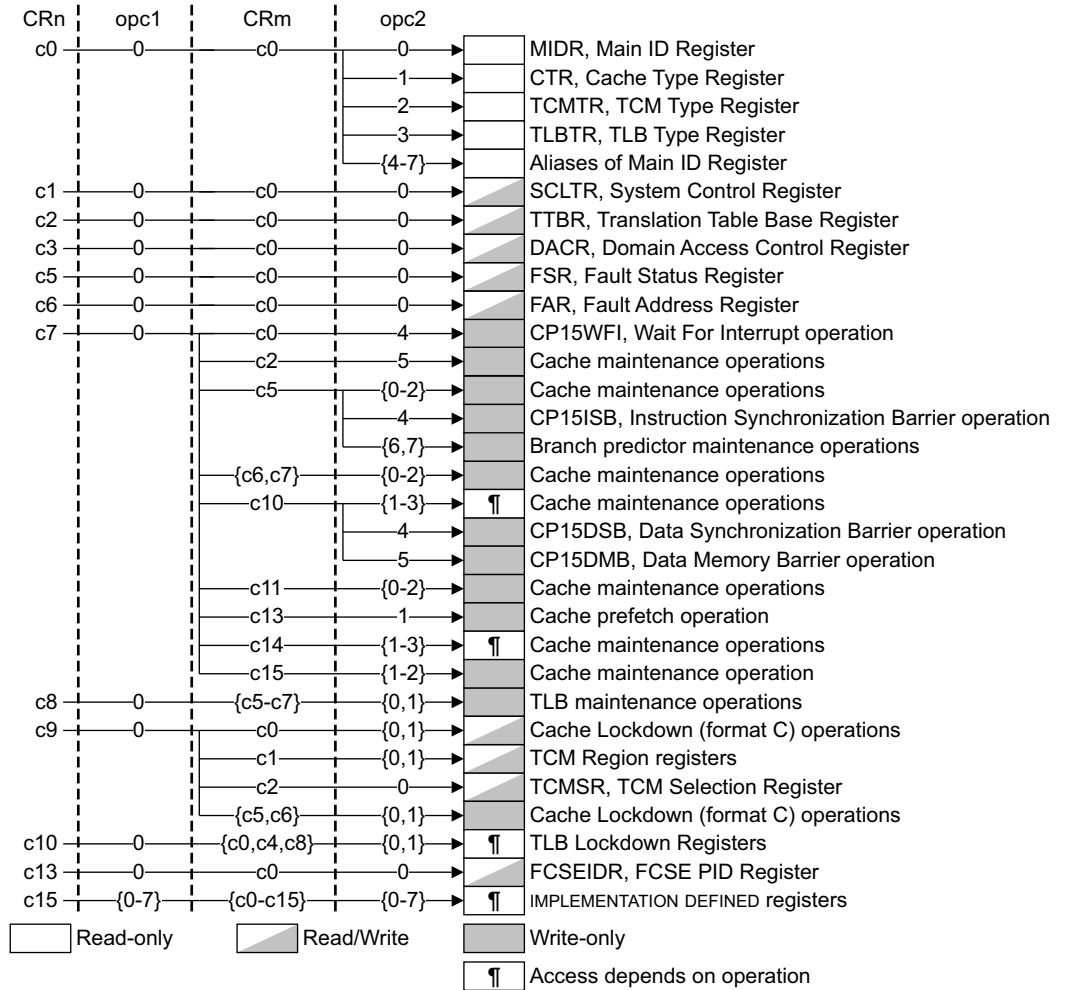 CRn opc1 CRm opc2
c0 0 c0 0 MIDR, Main ID Register
1 CTR, Cache Type Register
2 TCMTR, TCM Type Register
3 TLBTR, TLB Type Register
{4-7} Aliases of Main ID Register
c1 0 c0 0 SCLTR, System Control Register
c2 0 c0 0 TTBR, Translation Table Base Register
c3 0 c0 0 DACR, Domain Access Control Register
c5 0 c0 0 FSR, Fault Status Register
c6 0 c0 0 FAR, Fault Address Register
c7 0 c0 4 CP15WFI, Wait For Interrupt operation
c2 5 Cache maintenance operations
c5 {0-2} Cache maintenance operations
4 CP15ISB, Instruction Synchronization Barrier operation
{6,7} Branch predictor maintenance operations
{c6,c7} {0-2} Cache maintenance operations
c10 {1-3} ¶ Cache maintenance operations
4 CP15DSB, Data Synchronization Barrier operation
5 CP15DMB, Data Memory Barrier operation
c11 {0-2} Cache maintenance operations
c13 1 Cache prefetch operation
c14 {1-3} ¶ Cache maintenance operations
c15 {1-2} Cache maintenance operation
c8 0 {c5-c7} {0,1} TLB maintenance operations
c9 0 c0 {0,1} Cache Lockdown (format C) operations
c1 {0,1} TCM Region registers
c2 0 TCMSR, TCM Selection Register
{c5,c6} {0,1} Cache Lockdown (format C) operations
c10 0 {c0,c4,c8} {0,1} ¶ TLB Lockdown Registers
c13 0 c0 0 FCSEIDR, FCSE PID Register
c15 {0-7} {c0-c15} {0-7} ¶ IMPLEMENTATION DEFINED registers
Read-only Read/Write Write-only
¶ Access depends on operation